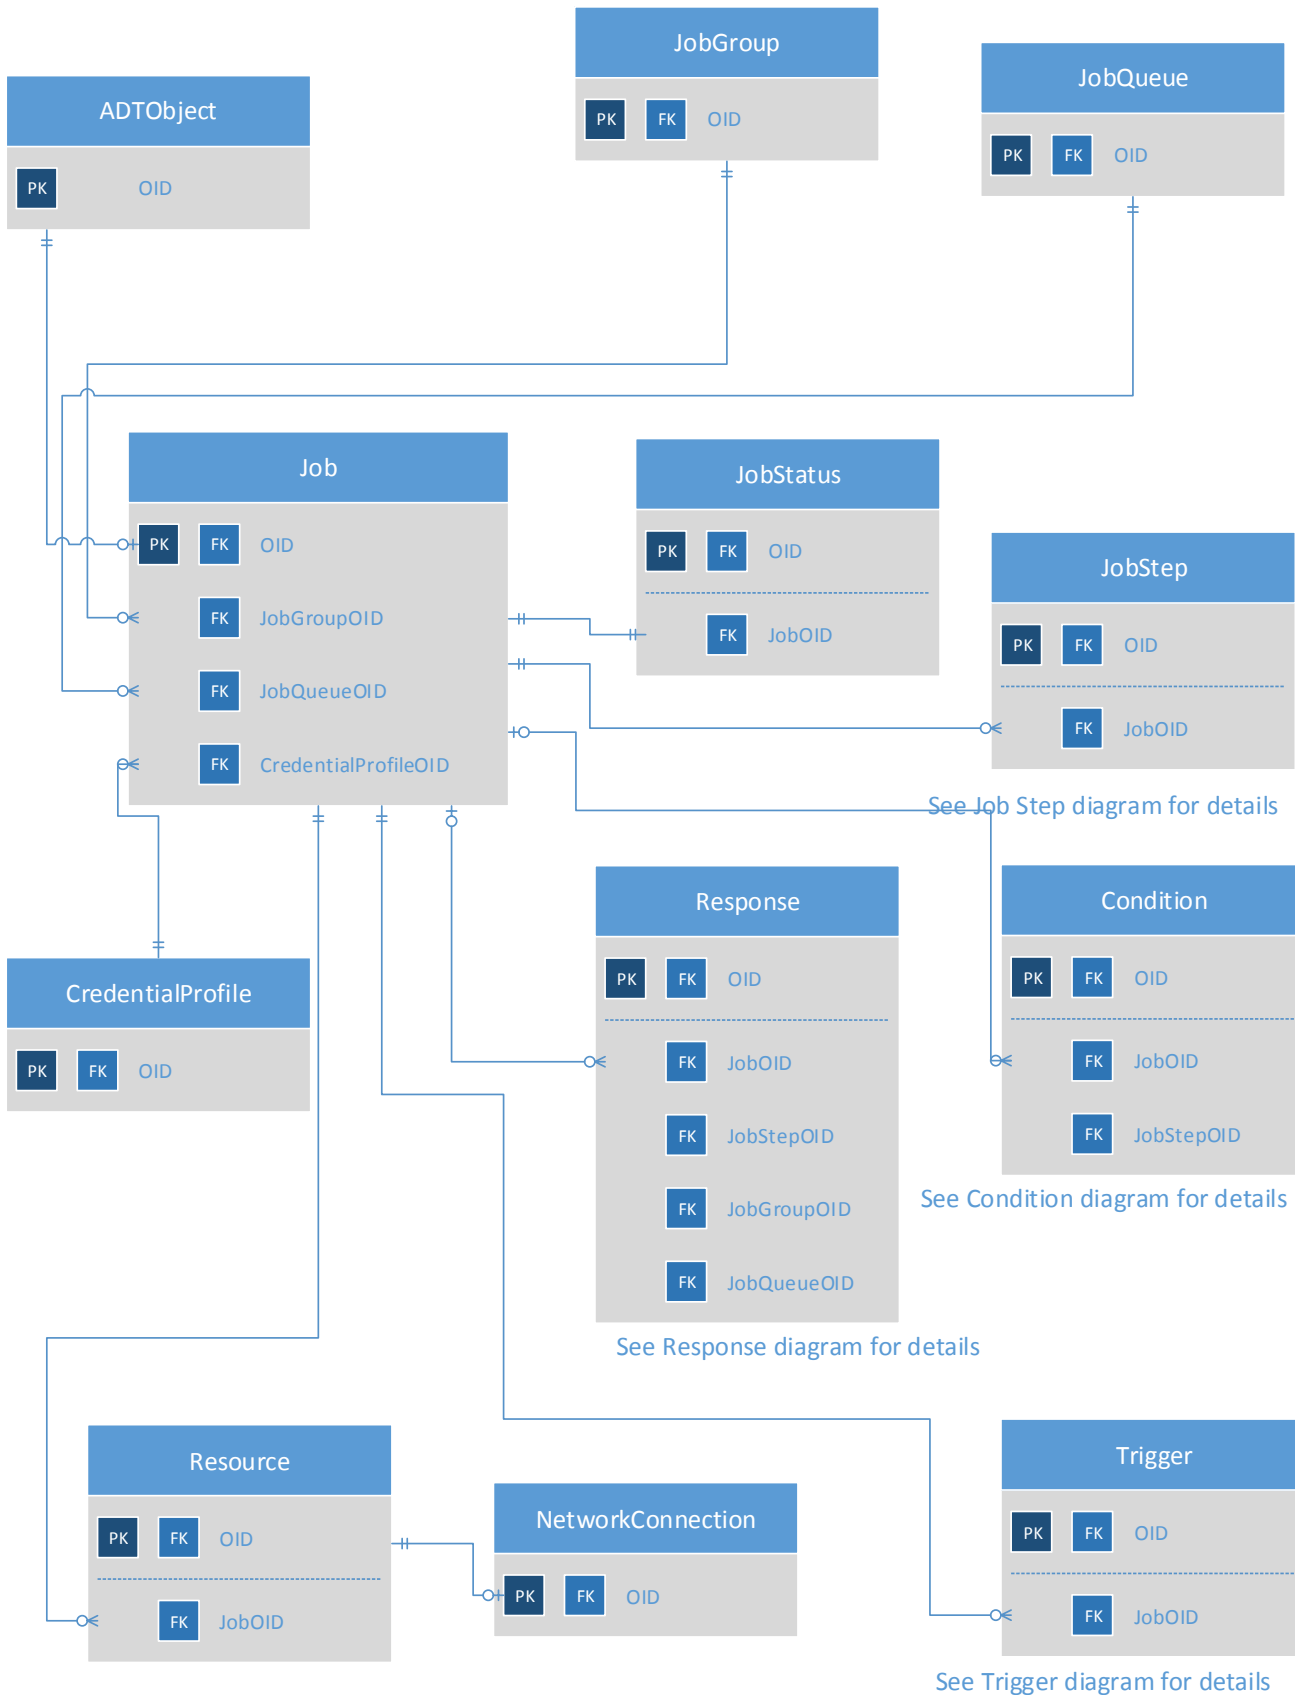 JobGroup
PK FK OID
JobQueue
PK FK OID
ADTObject
PK OID
Job
PK FK OID
FK JobGroupOID
FK JobQueueOID
FK CredentialProfileOID
JobStatus
PK FK OID
FK JobOID
JobStep
PK FK OID
FK JobOID
See Job Step diagram for details
Response
PK FK OID
FK JobOID
FK JobStepOID
FK JobGroupOID
FK JobQueueOID
See Response diagram for details
Condition
PK FK OID
FK JobOID
FK JobStepOID
See Condition diagram for details
CredentialProfile
PK FK OID
Resource
PK FK OID
FK JobOID
NetworkConnection
PK FK OID
Trigger
PK FK OID
FK JobOID
See Trigger diagram for details